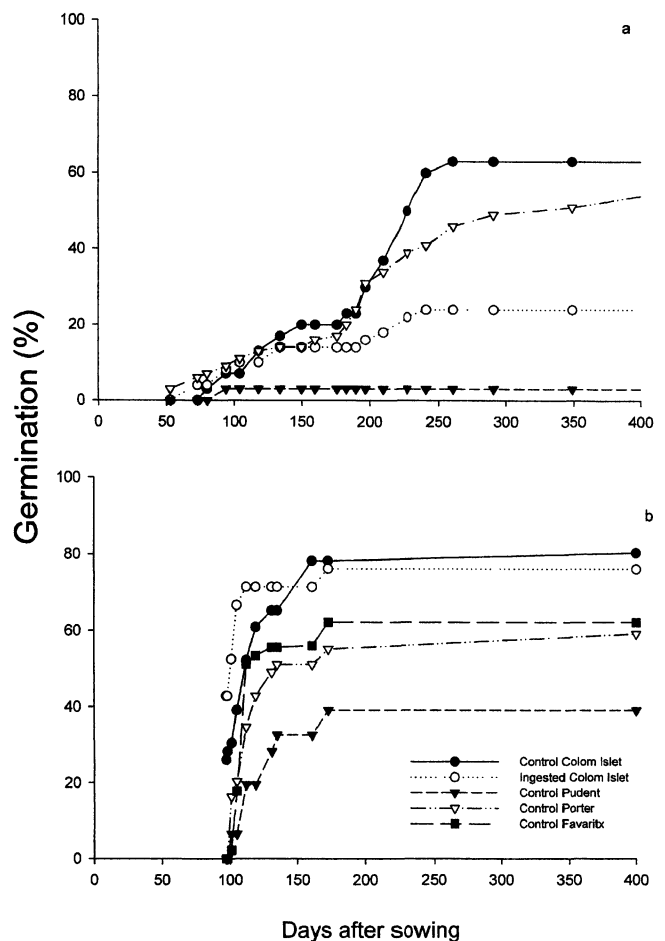 a
100
80
60
40
20
0
0 50 100 150 200 250 300 350 400
Germination (%)
b
100
80
60
40
20
0
Control Colom Islet
Ingested Colom Islet
Control Pudent
Control Porter
Control Favaritx
0 50 100 150 200 250 300 350 400
Days after sowing